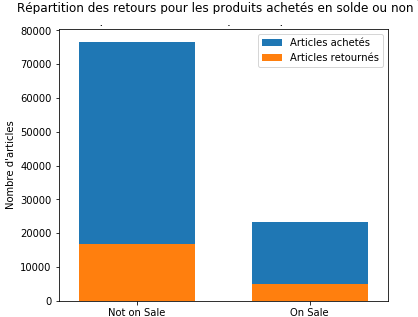 Répartition des retours pour les produits achetés en solde ou non
Articles achetés
Articles retournés
80000
70000
60000
50000
40000
30000
20000
10000
0
Nombre d'articles
Not on Sale
On Sale